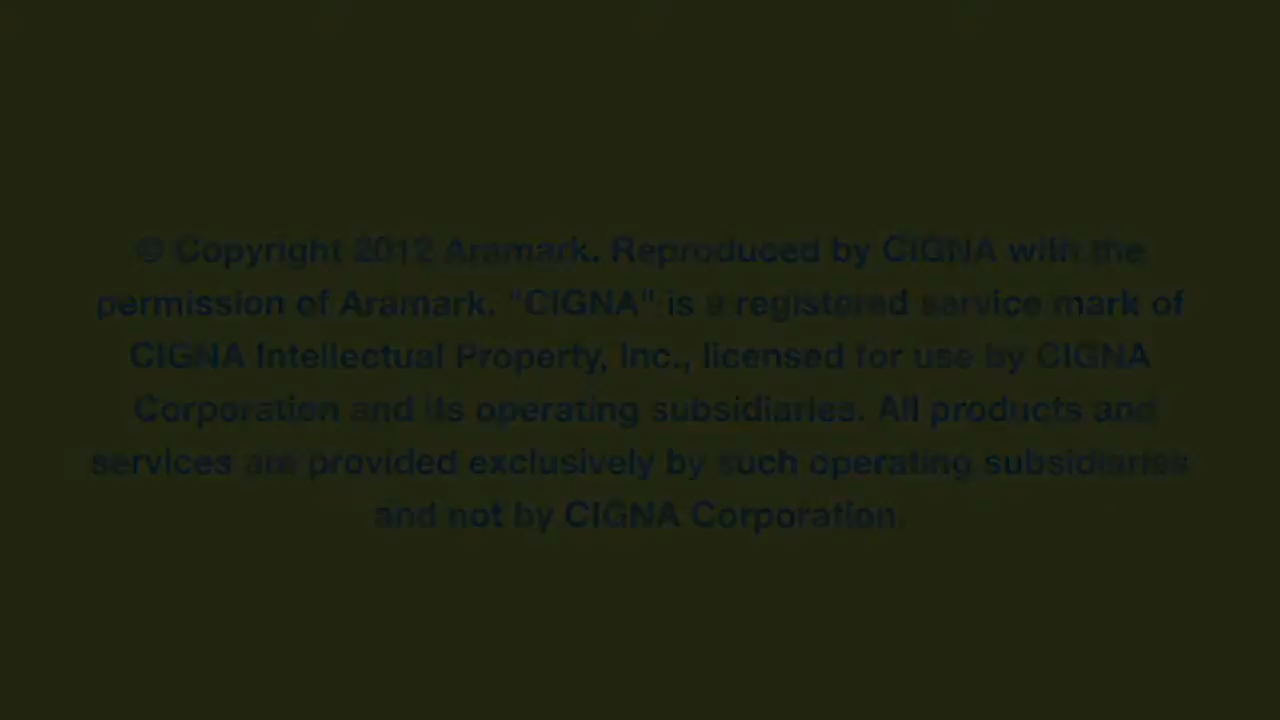 © Copyright 2012 Aramark. Reproduced by CIGNA with the
permission of Aramark. "CIGNA" is a registered service mark of
CIGNA Intellectual Property, Inc., licensed for use by CIGNA
Corporation and its operating subsidiaries. All products and
services are provided exclusively by such operating subsidiaries
and not by CIGNA Corporation.